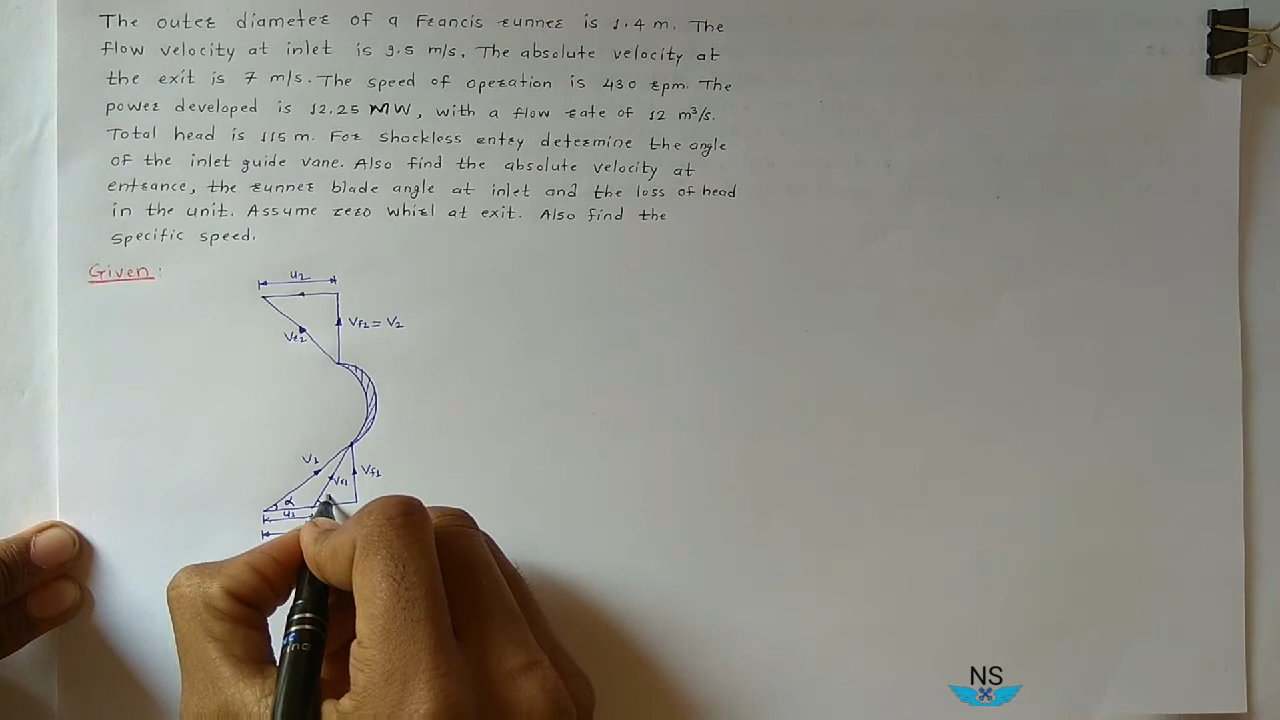 The outer diameter of a Francis runner is 1.4 m. The
flow velocity at inlet is 9.5 m/s. The absolute velocity at
the exit is 7 m/s. The speed of operation is 430 rpm. The
power developed is 12.25 MW, with a flow rate of 12 m³/s.
Total head is 115 m. For shockless entry determine the angle
of the inlet guide vane. Also find the absolute velocity at
entrance, the runner blade angle at inlet and the loss of head
in the unit. Assume zero whirl at exit. Also find the
specific speed.
Given:
u2
Vf2 = V2
Vr2
V1
Vr1
Vf1
α
u1
NS